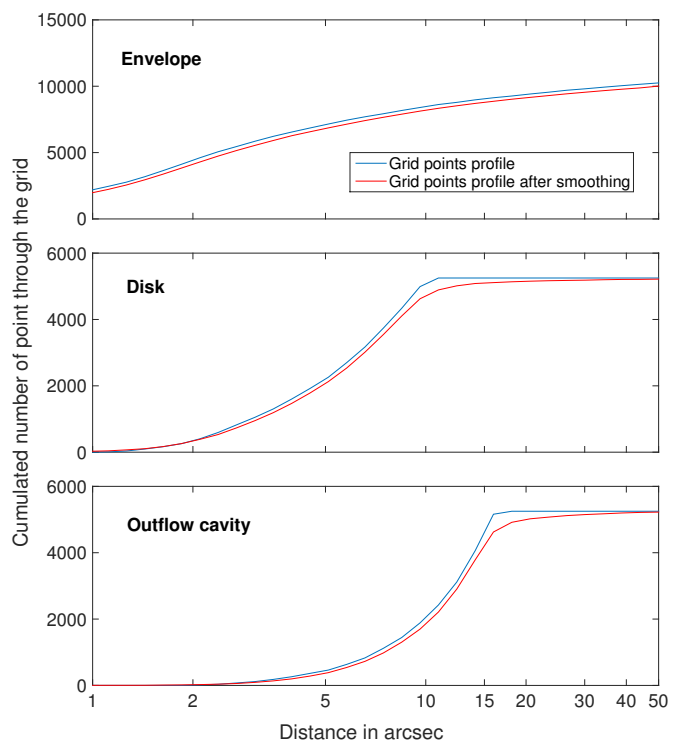 15000
Envelope
10000
5000
Grid points profile
Grid points profile after smoothing
0
Cumulated number of point through the grid
6000
Disk
4000
2000
0
6000
Outflow cavity
4000
2000
0
1 2 5 10 15 20 30 40 50
Distance in arcsec